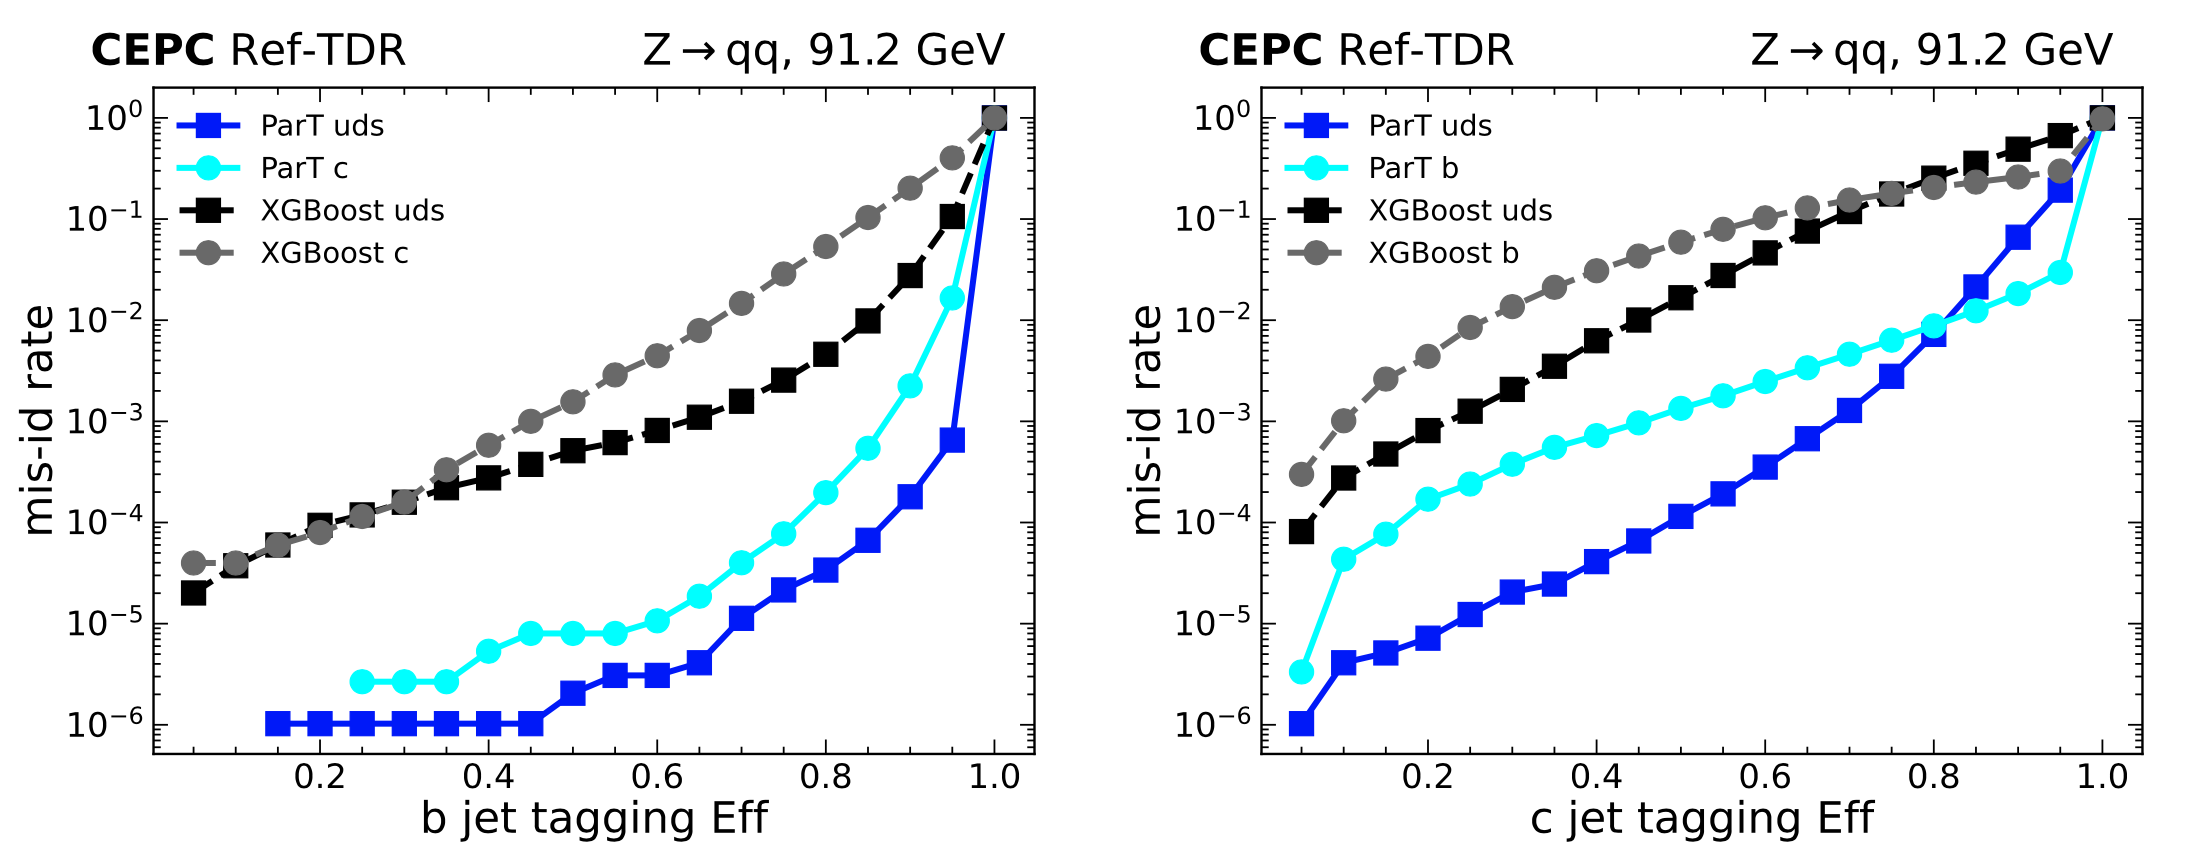 CEPC Ref-TDR
Z → qq, 91.2 GeV
mis-id rate
10⁰
10⁻¹
10⁻²
10⁻³
10⁻⁴
10⁻⁵
10⁻⁶
ParT uds
ParT c
XGBoost uds
XGBoost c
0.2 0.4 0.6 0.8 1.0
b jet tagging Eff
CEPC Ref-TDR
Z → qq, 91.2 GeV
mis-id rate
10⁰
10⁻¹
10⁻²
10⁻³
10⁻⁴
10⁻⁵
10⁻⁶
ParT uds
ParT b
XGBoost uds
XGBoost b
0.2 0.4 0.6 0.8 1.0
c jet tagging Eff